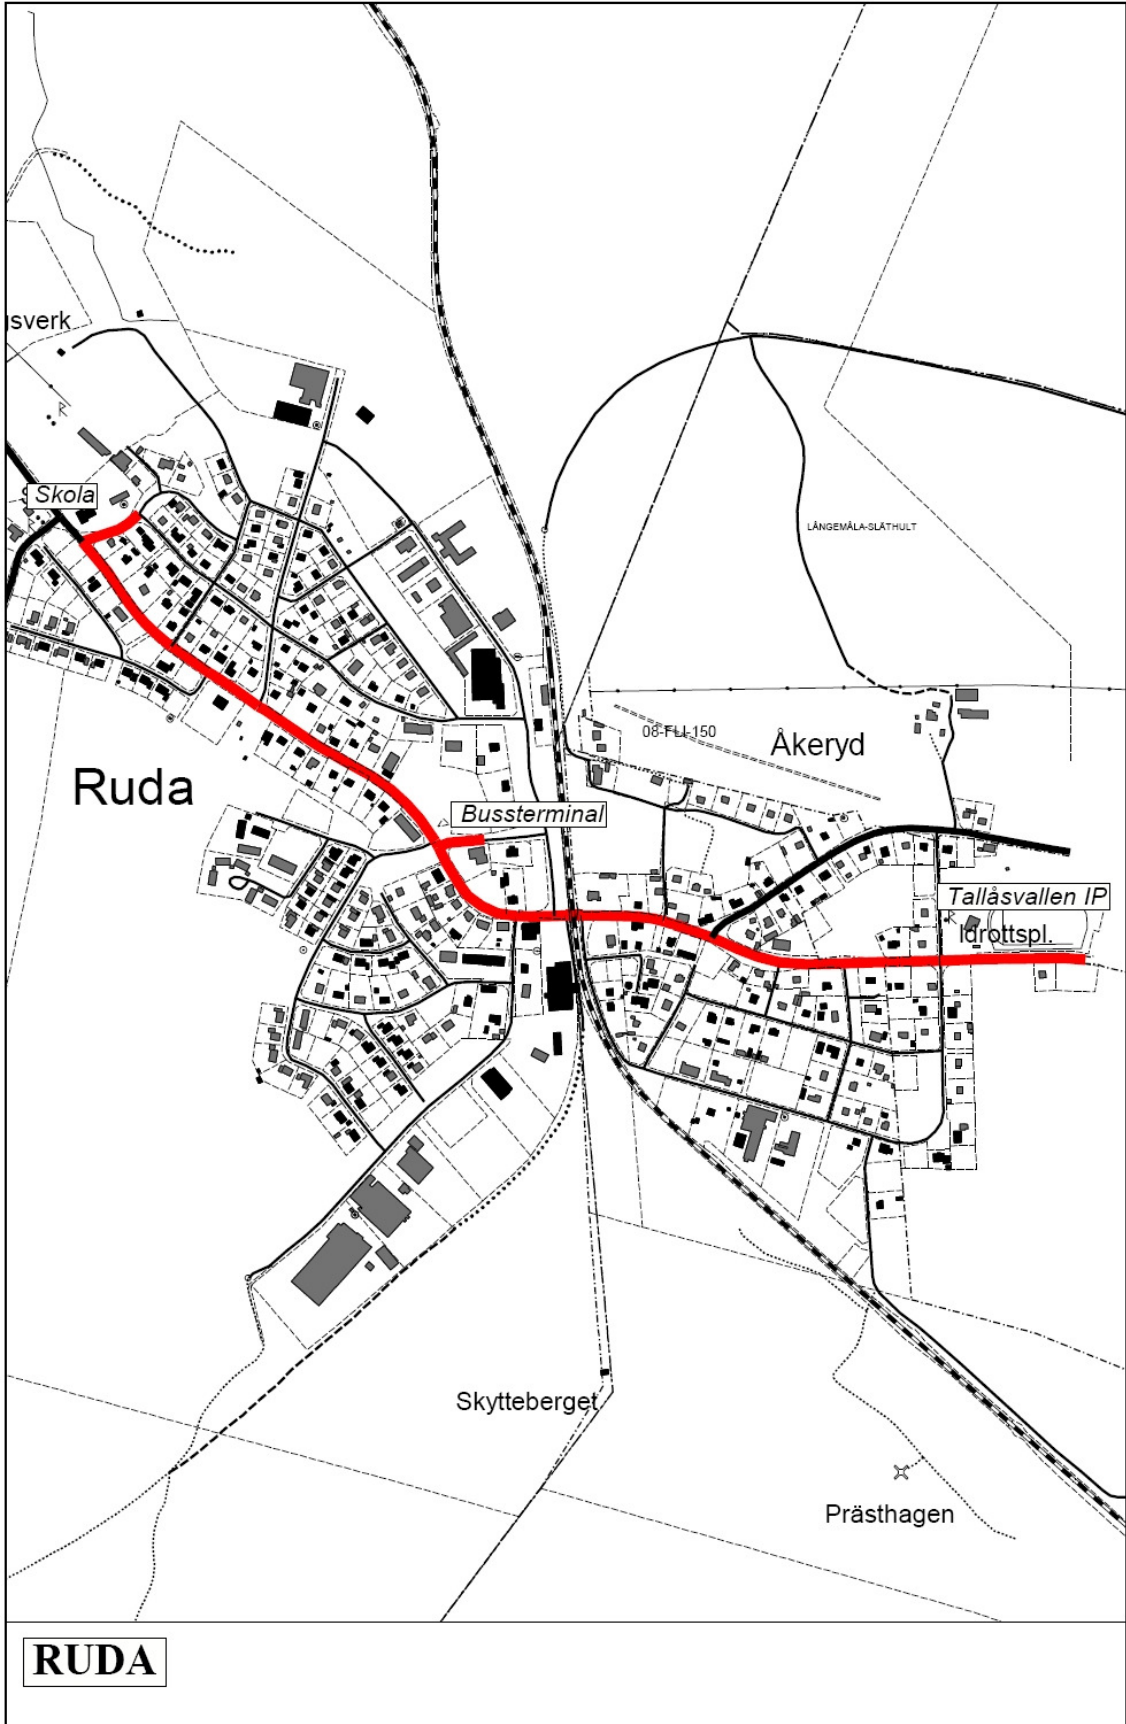 sverk
Skola
LÅNGEMÅLA-SLÄTHULT
08-FLI-150
Åkeryd
Ruda
Bussterminal
Tallåsvallen IP
Idrottspl.
Skytteberget
Prästhagen
RUDA